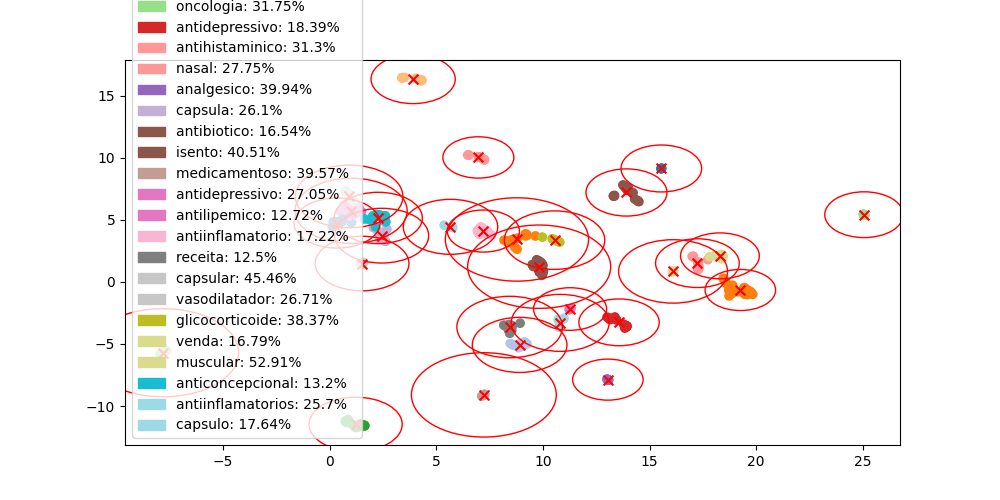 oncologia: 31.75%
antidepressivo: 18.39%
antihistaminico: 31.3%
nasal: 27.75%
analgesico: 39.94%
capsula: 26.1%
antibiotico: 16.54%
isento: 40.51%
medicamentoso: 39.57%
antidepressivo: 27.05%
antilipemico: 12.72%
antiinflamatorio: 17.22%
receita: 12.5%
capsular: 45.46%
vasodilatador: 26.71%
glicocorticoide: 38.37%
venda: 16.79%
muscular: 52.91%
anticoncepcional: 13.2%
antiinflamatorios: 25.7%
capsulo: 17.64%
15
10
5
0
−5
−10
−5
0
5
10
15
20
25